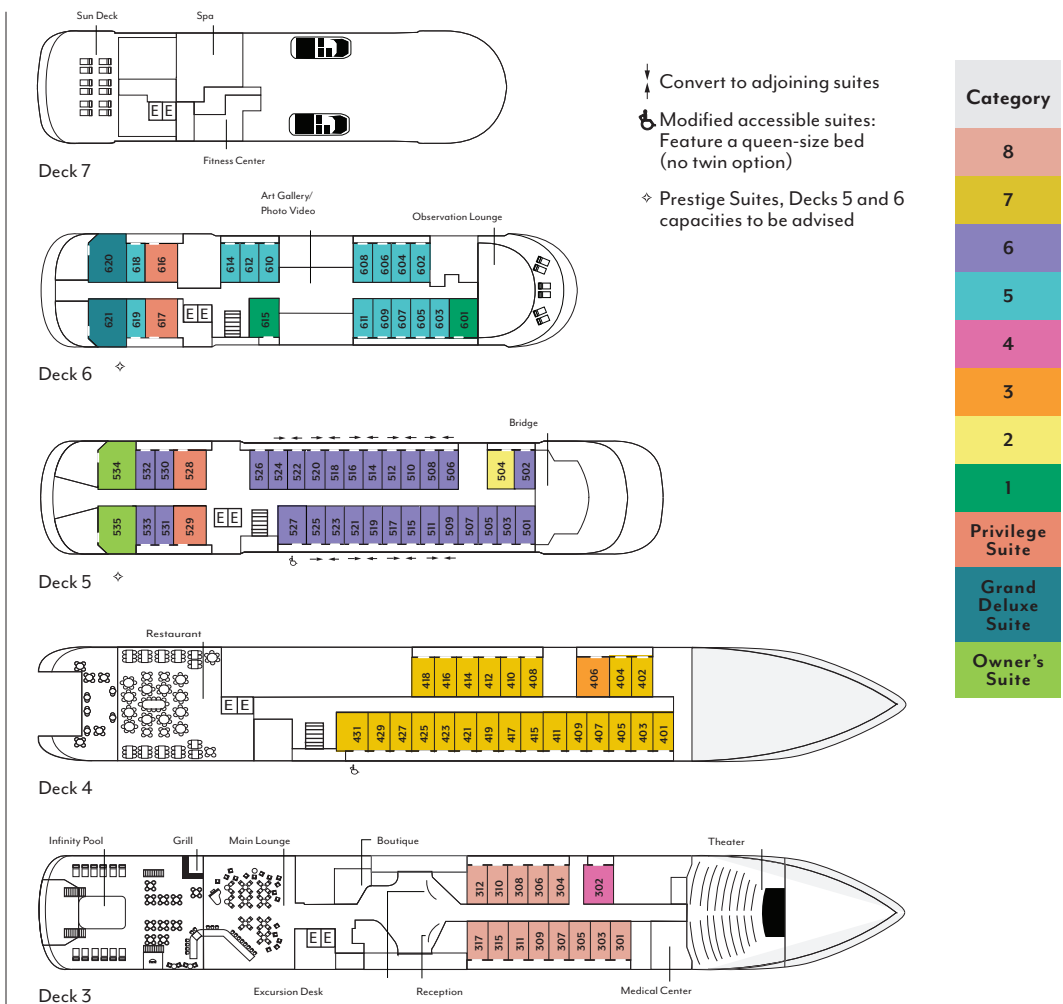 Sun Deck
Spa
E E
Fitness Center
Deck 7
Convert to adjoining suites
Modified accessible suites:
Feature a queen-size bed
(no twin option)
Prestige Suites, Decks 5 and 6
capacities to be advised
Category
8
7
6
5
4
3
2
1
Privilege
Suite
Grand
Deluxe
Suite
Owner's
Suite
Art Gallery/
Photo Video
Observation Lounge
620 618 616 614 612 610 608 606 604 602
E E
621 619 617 615 611 609 607 605 603 601
Deck 6
Bridge
534 532 530 528 526 524 522 520 518 516 514 512 510 508 506 504 502
E E
535 533 531 529 527 525 523 521 519 517 515 511 509 507 505 503 501
Deck 5
Restaurant
418 416 414 412 410 408 406 404 402
E E
431 429 427 425 423 421 419 417 415 411 409 407 405 403 401
Deck 4
Infinity Pool
Grill
Main Lounge
Boutique
Theater
312 310 308 306 304 302
E E
317 315 311 309 307 305 303 301
Excursion Desk
Reception
Medical Center
Deck 3